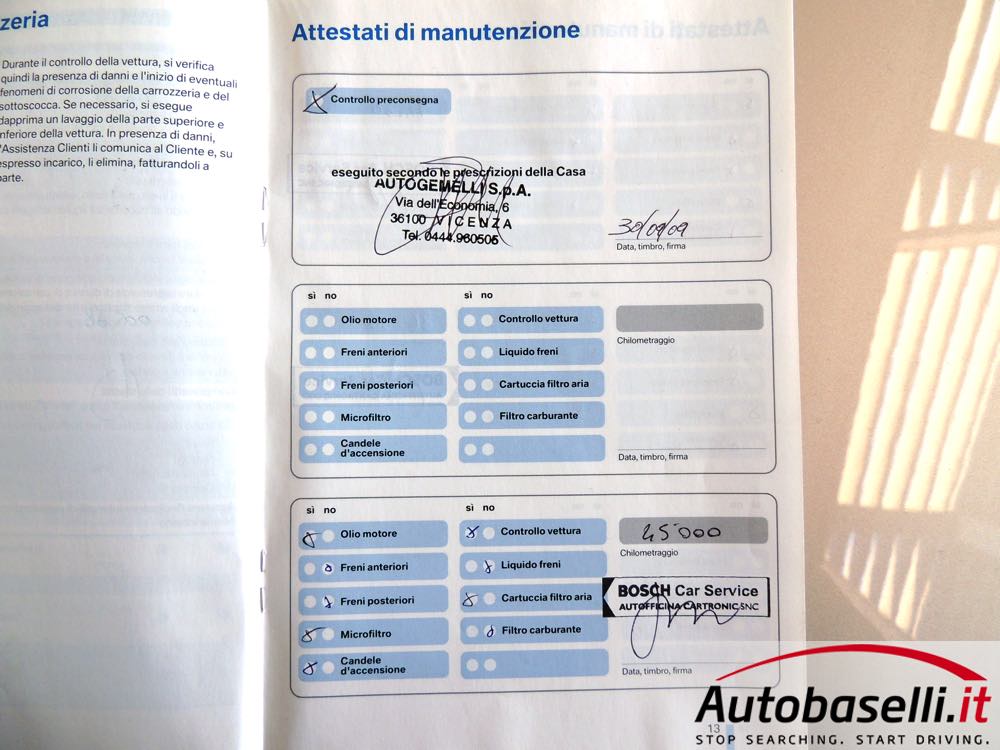 zeria
Durante il controllo della vettura, si verifica
quindi la presenza di danni e l'inizio di eventuali
fenomeni di corrosione della carrozzeria e del
sottoscocca. Se necessario, si esegue
dapprima un lavaggio della parte superiore e
inferiore della vettura. In presenza di danni,
l'Assistenza Clienti li comunica al Cliente e, su
espresso incarico, li elimina, fatturandoli a
parte.
Attestati di manutenzione
X Controllo preconsegna
eseguito secondo le prescrizioni della Casa
AUTOGEMELLI S.p.A.
Via dell'Economia, 6
36100 VICENZA
Tel. 0444.960505
30/09/09
Data, timbro, firma
sì no
sì no
Olio motore
Controllo vettura
Freni anteriori
Liquido freni
Freni posteriori
Cartuccia filtro aria
Microfiltro
Filtro carburante
Candele
d'accensione
Chilometraggio
Data, timbro, firma
sì no
sì no
Olio motore
Controllo vettura
Freni anteriori
Liquido freni
Freni posteriori
Cartuccia filtro aria
Microfiltro
Filtro carburante
Candele
d'accensione
45000
Chilometraggio
BOSCH Car Service
AUTOFFICINA CARTRONIC SNC
Data, timbro, firma
13
Autobaselli.it
STOP SEARCHING. START DRIVING.